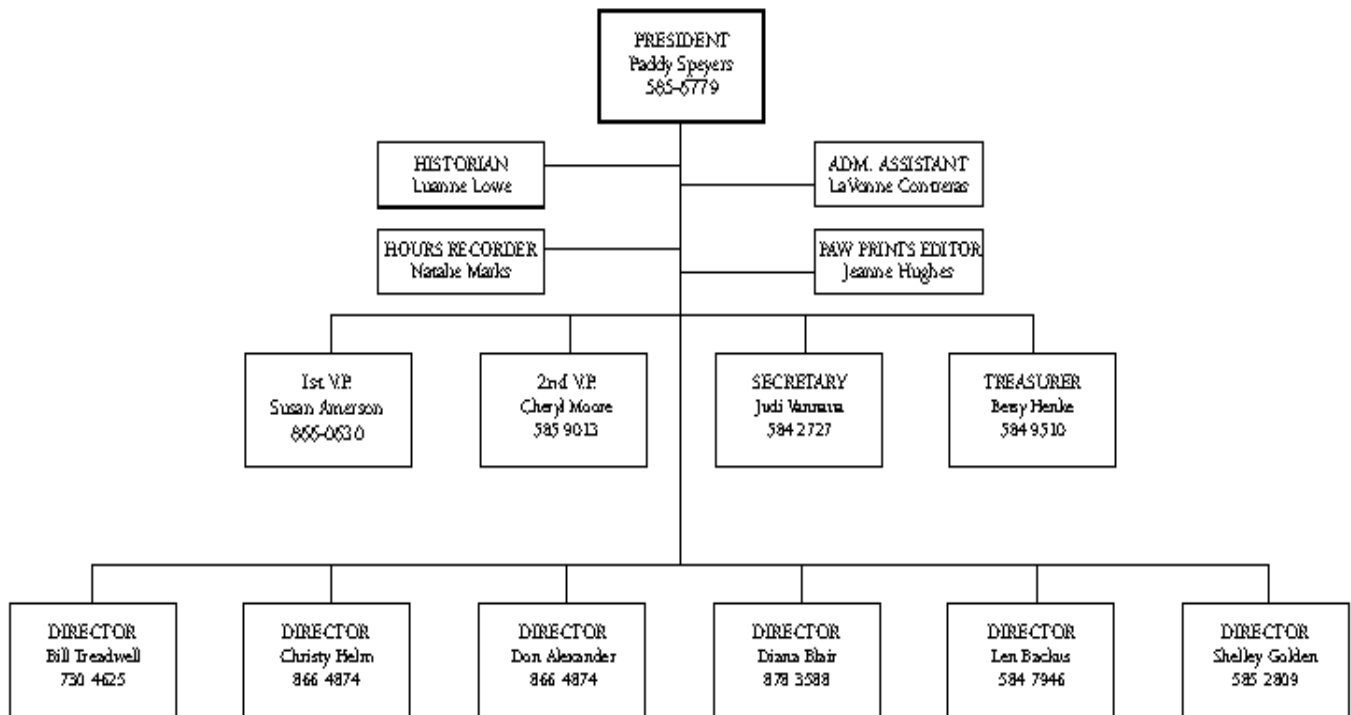 PRESIDENT
Paddy Speyers
585-6779
HISTORIAN
Luanne Lowe
ADM. ASSISTANT
LaVonne Contreras
HOURS RECORDER
Natalie Marks
PAW PRINTS EDITOR
Jeanne Hughes
1st V.P.
Susan Amerson
866-0630
2nd V.P.
Cheryl Moore
585 9013
SECRETARY
Judi
584 2727
TREASURER
Betsy Henke
584 9510
DIRECTOR
Bill Treadwell
730 4625
DIRECTOR
Christy Helm
866 4874
DIRECTOR
Don Alexander
866 4874
DIRECTOR
Diana Blair
878 3588
DIRECTOR
Len Backus
584 7946
DIRECTOR
Shelley Golden
585 2809